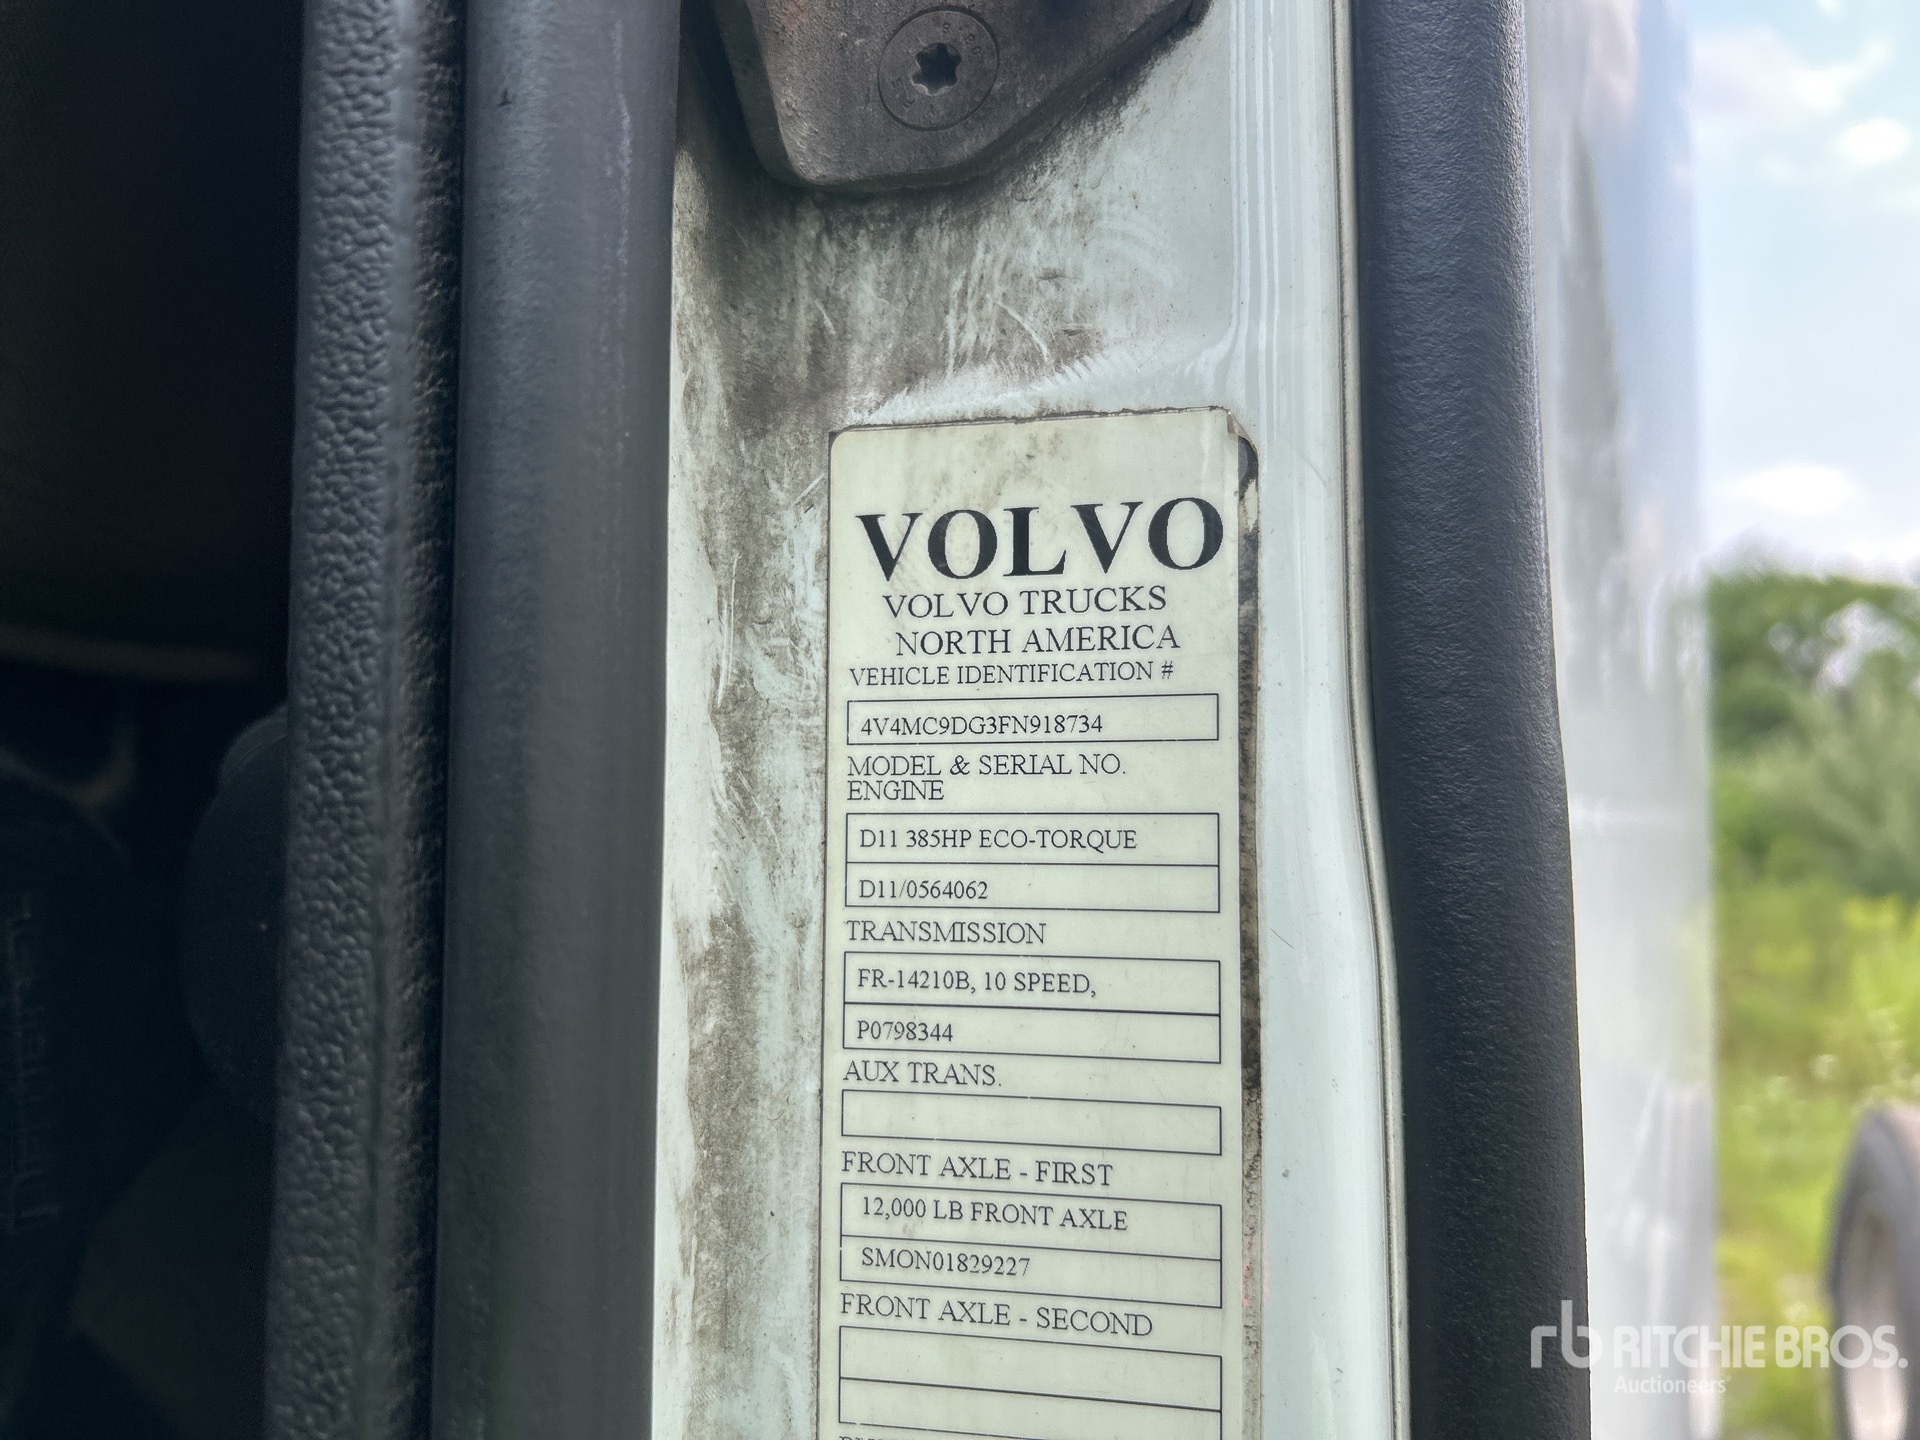 VOLVO
VOLVO TRUCKS
NORTH AMERICA
VEHICLE IDENTIFICATION #
4V4MC9DG3FN918734
MODEL & SERIAL NO.
ENGINE
D11 385HP ECO-TORQUE
D11/0564062
TRANSMISSION
FR-14210B, 10 SPEED,
P0798344
AUX TRANS.
FRONT AXLE - FIRST
12,000 LB FRONT AXLE
SMON01829227
FRONT AXLE - SECOND
rb RITCHIE BROS.
Auctioneers